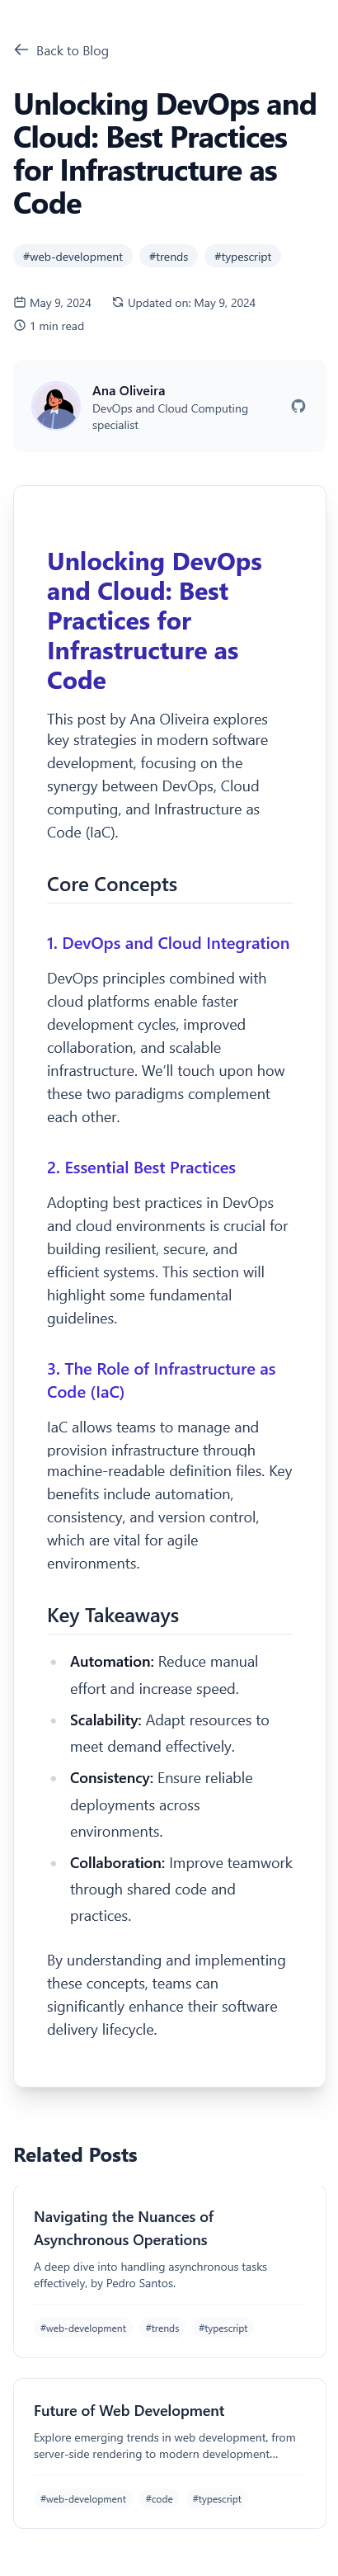 Back to Blog
Unlocking DevOps and
Cloud: Best Practices
for Infrastructure as
Code
#web-development #trends #typescript
May 9, 2024 Updated on: May 9, 2024
1 min read
Ana Oliveira
DevOps and Cloud Computing
specialist
Unlocking DevOps
and Cloud: Best
Practices for
Infrastructure as
Code
This post by Ana Oliveira explores
key strategies in modern software
development, focusing on the
synergy between DevOps, Cloud
computing, and Infrastructure as
Code (IaC).
Core Concepts
1. DevOps and Cloud Integration
DevOps principles combined with
cloud platforms enable faster
development cycles, improved
collaboration, and scalable
infrastructure. We'll touch upon how
these two paradigms complement
each other.
2. Essential Best Practices
Adopting best practices in DevOps
and cloud environments is crucial for
building resilient, secure, and
efficient systems. This section will
highlight some fundamental
guidelines.
3. The Role of Infrastructure as
Code (IaC)
IaC allows teams to manage and
provision infrastructure through
machine-readable definition files. Key
benefits include automation,
consistency, and version control,
which are vital for agile
environments.
Key Takeaways
Automation: Reduce manual
effort and increase speed.
Scalability: Adapt resources to
meet demand effectively.
Consistency: Ensure reliable
deployments across
environments.
Collaboration: Improve teamwork
through shared code and
practices.
By understanding and implementing
these concepts, teams can
significantly enhance their software
delivery lifecycle.
Related Posts
Navigating the Nuances of
Asynchronous Operations
A deep dive into handling asynchronous tasks
effectively, by Pedro Santos.
#web-development #trends #typescript
Future of Web Development
Explore emerging trends in web development, from
server-side rendering to modern development...
#web-development #code #typescript